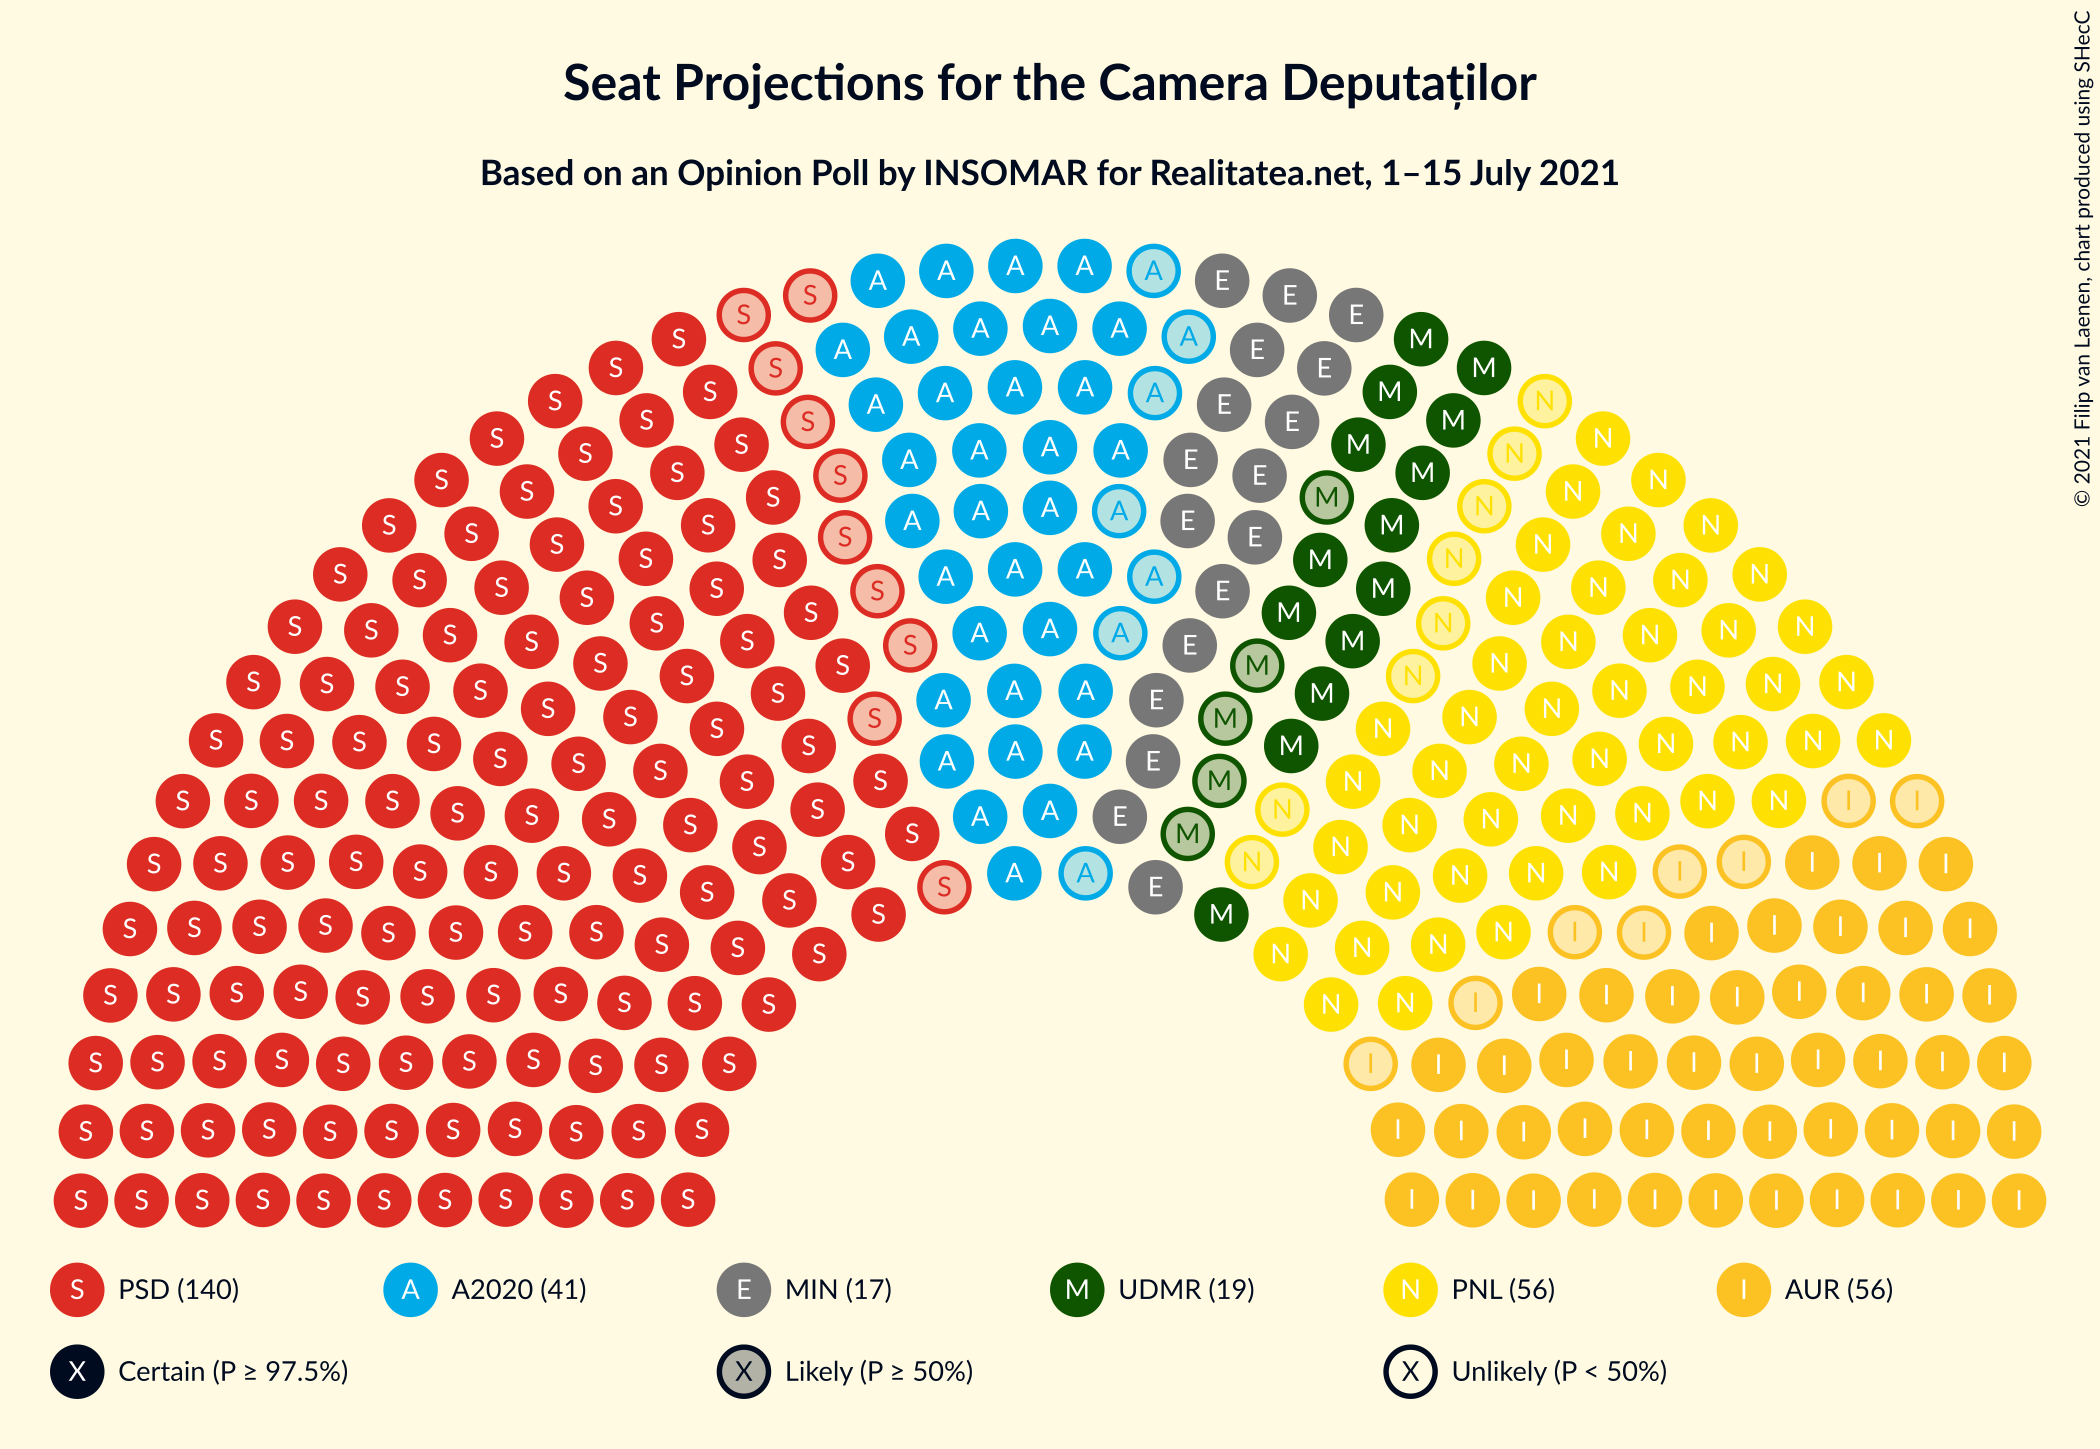 Seat Projections for the Camera Deputaților
Based on an Opinion Poll by INSOMAR for Realitatea.net, 1–15 July 2021
© 2021 Filip van Laenen, chart produced using SHecC
S PSD (140) A A2020 (41) E MIN (17) M UDMR (19) N PNL (56) I AUR (56)
X Certain (P ≥ 97.5%) X Likely (P ≥ 50%) X Unlikely (P < 50%)